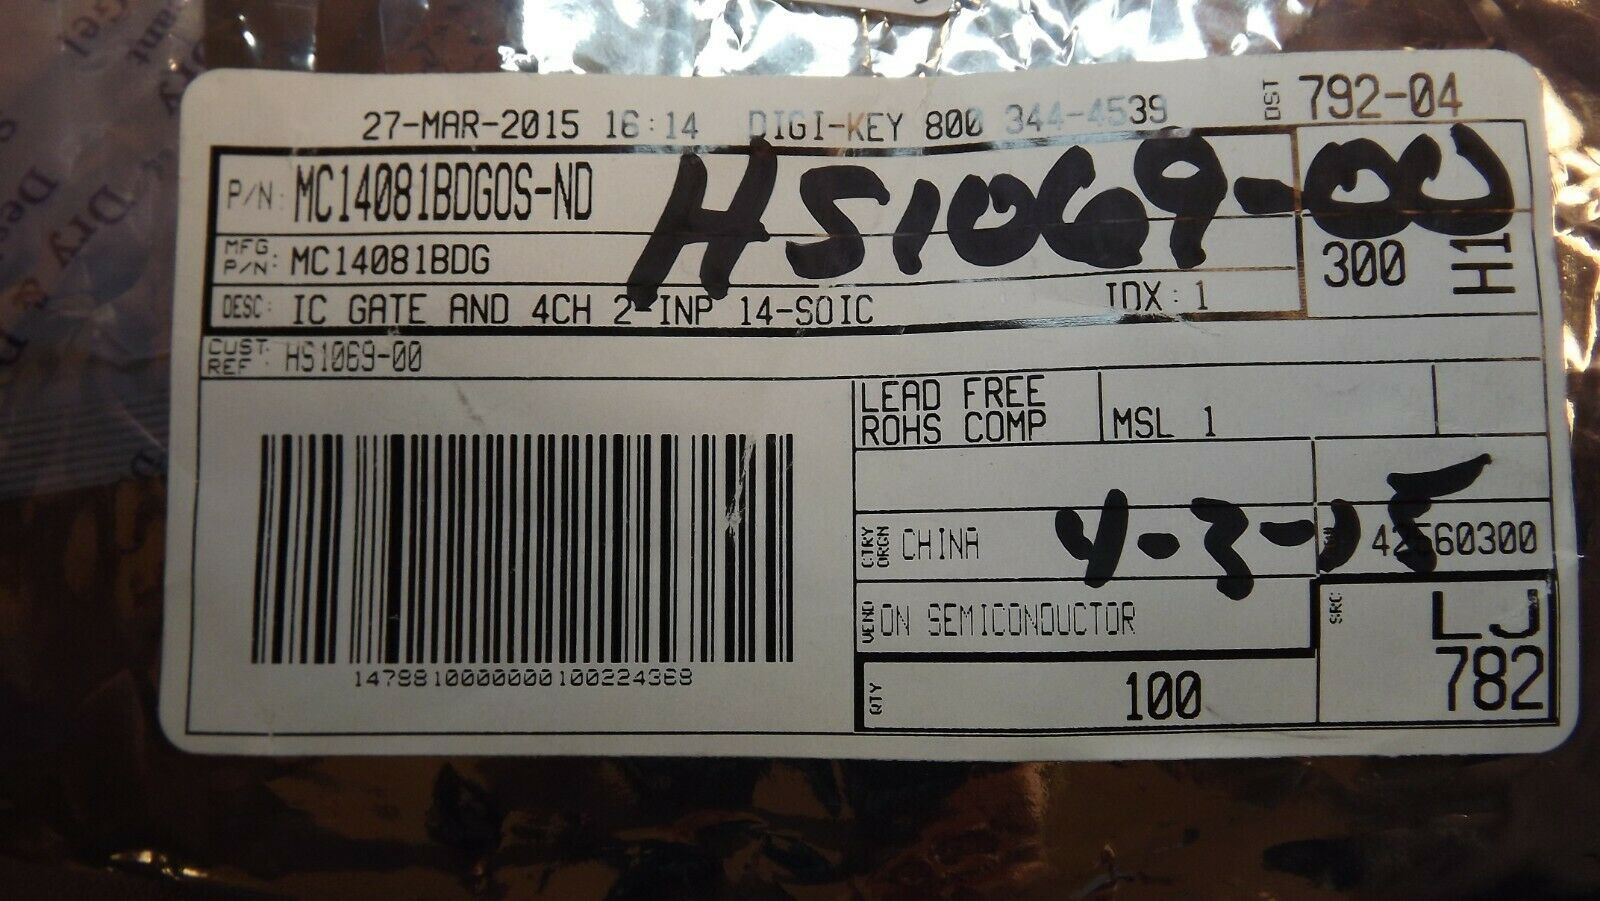 27-MAR-2015 16:14 DIGI-KEY 800 344-4539 DST 792-04
P/N: MC14081BDGOS-ND
HS1069-00
MFG P/N: MC14081BDG
300 H1
DESC: IC GATE AND 4CH 2-INP 14-SOIC IDX: 1
CUST REF: HS1069-00
LEAD FREE
ROHS COMP
MSL 1
4-3-15
CTRY ORGN CHINA
VEND ON SEMICONDUCTOR
SRC LJ
782
QTY 100
1479810000000100224368
Dry
Gel
Dry &